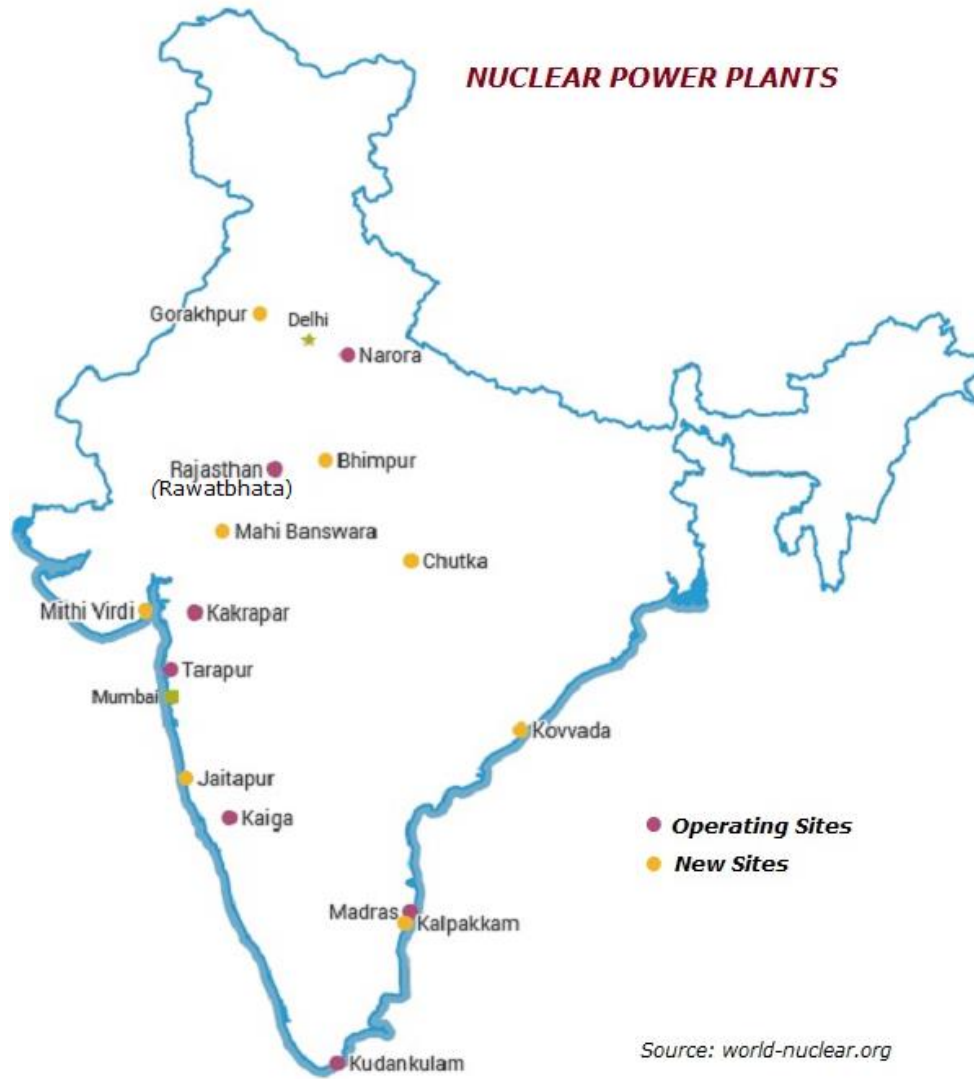 NUCLEAR POWER PLANTS
Gorakhpur
Delhi
Narora
Bhimpur
Rajasthan
(Rawatbhata)
Mahi Banswara
Chutka
Mithi Virdi
Kakrapar
Tarapur
Mumbai
Kovvada
Jaitapur
Kaiga
Operating Sites
New Sites
Madras
Kalpakkam
Kudankulam
Source: world-nuclear.org